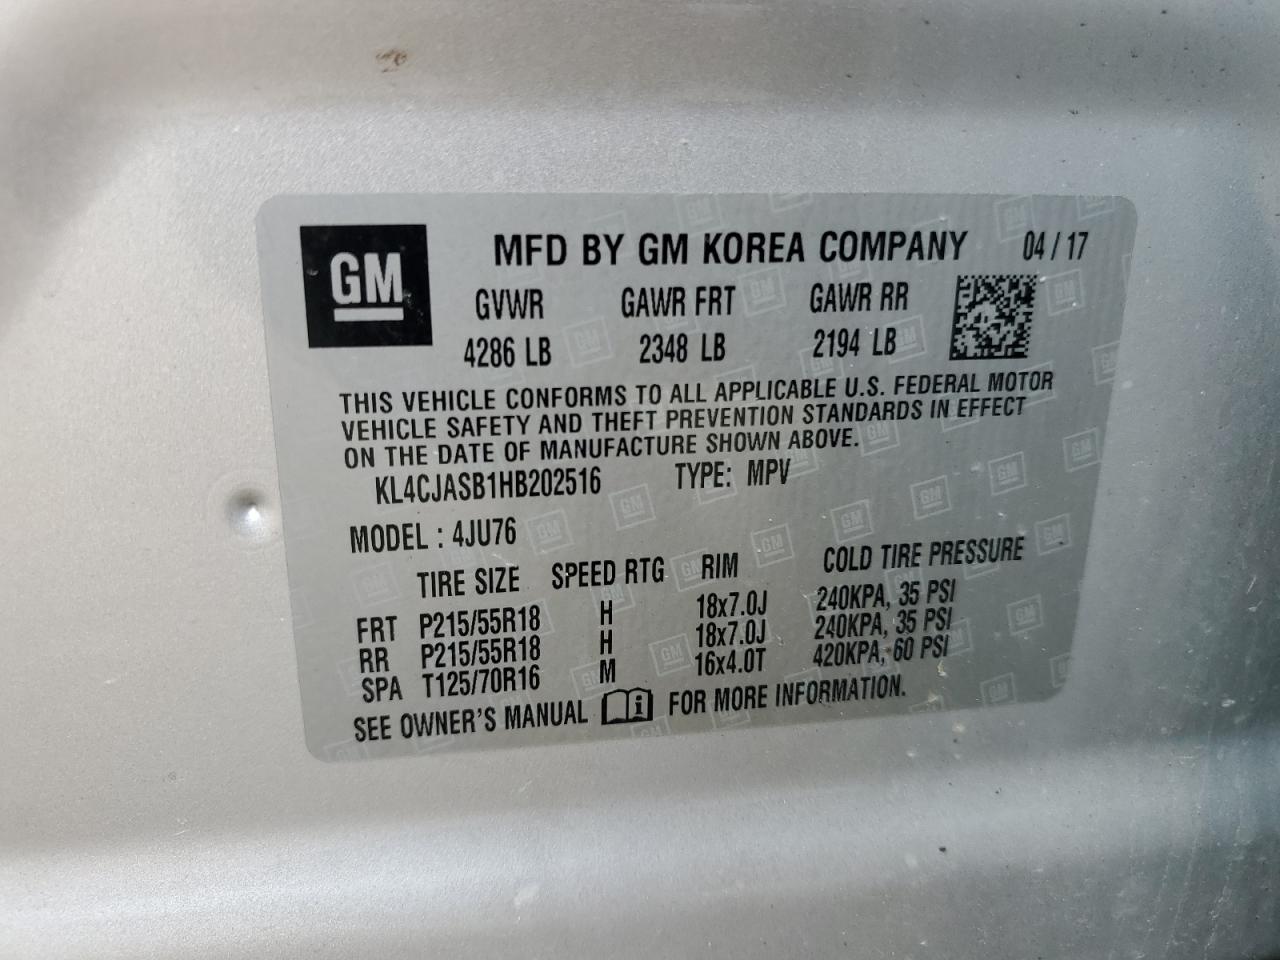 GM MFD BY GM KOREA COMPANY 04 / 17
GVWR GAWR FRT GAWR RR
4286 LB 2348 LB 2194 LB
THIS VEHICLE CONFORMS TO ALL APPLICABLE U.S. FEDERAL MOTOR
VEHICLE SAFETY AND THEFT PREVENTION STANDARDS IN EFFECT
ON THE DATE OF MANUFACTURE SHOWN ABOVE.
KL4CJASB1HB202516 TYPE: MPV
MODEL : 4JU76
TIRE SIZE SPEED RTG RIM COLD TIRE PRESSURE
FRT P215/55R18 H 18x7.0J 240KPA, 35 PSI
RR P215/55R18 H 18x7.0J 240KPA, 35 PSI
SPA T125/70R16 M 16x4.0T 420KPA, 60 PSI
SEE OWNER'S MANUAL FOR MORE INFORMATION.